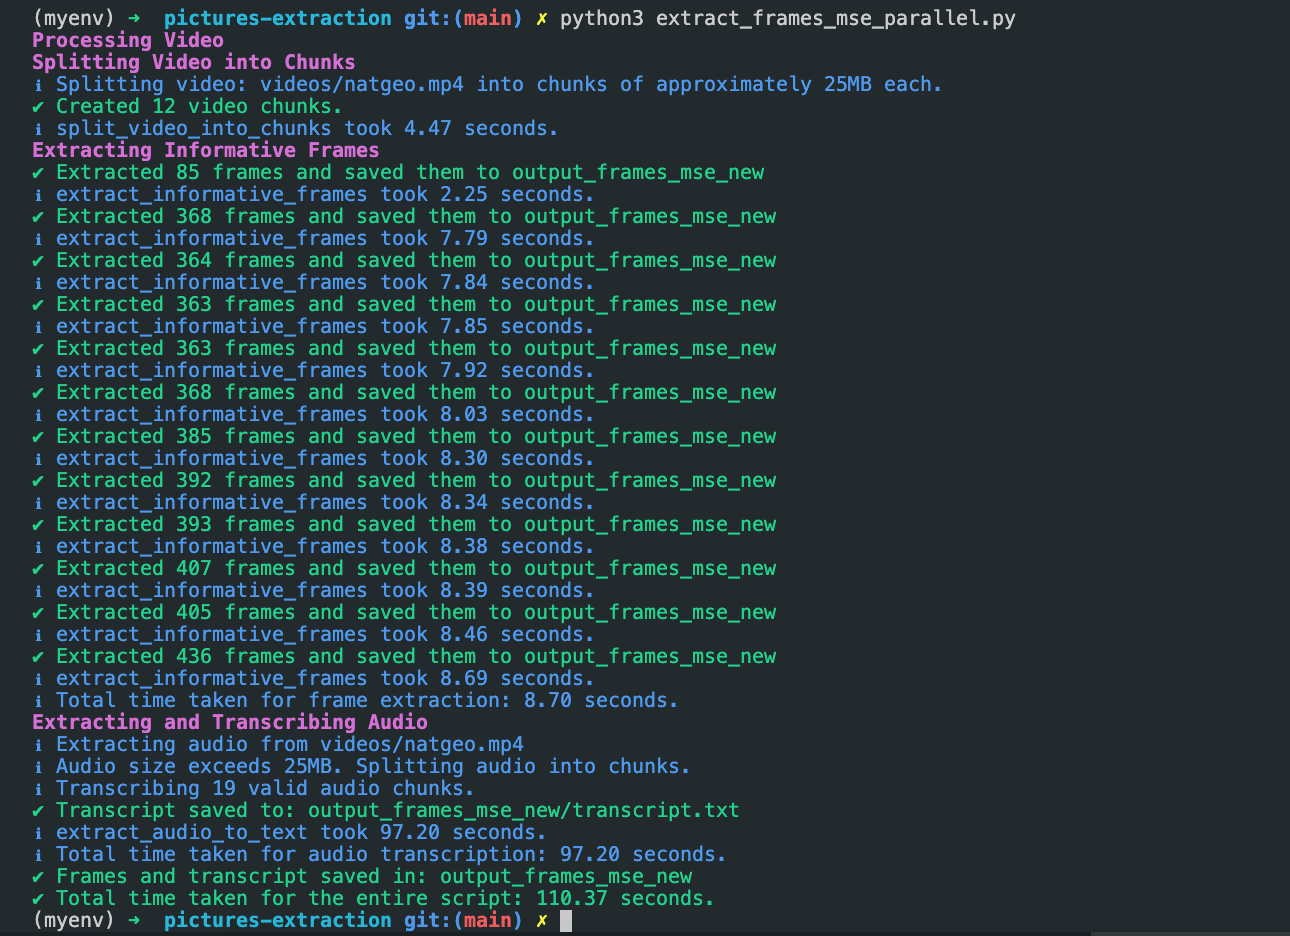 (myenv) → pictures-extraction git:(main) ✗ python3 extract_frames_mse_parallel.py
Processing Video
Splitting Video into Chunks
ℹ Splitting video: videos/natgeo.mp4 into chunks of approximately 25MB each.
✔ Created 12 video chunks.
ℹ split_video_into_chunks took 4.47 seconds.
Extracting Informative Frames
✔ Extracted 85 frames and saved them to output_frames_mse_new
ℹ extract_informative_frames took 2.25 seconds.
✔ Extracted 368 frames and saved them to output_frames_mse_new
ℹ extract_informative_frames took 7.79 seconds.
✔ Extracted 364 frames and saved them to output_frames_mse_new
ℹ extract_informative_frames took 7.84 seconds.
✔ Extracted 363 frames and saved them to output_frames_mse_new
ℹ extract_informative_frames took 7.85 seconds.
✔ Extracted 363 frames and saved them to output_frames_mse_new
ℹ extract_informative_frames took 7.92 seconds.
✔ Extracted 368 frames and saved them to output_frames_mse_new
ℹ extract_informative_frames took 8.03 seconds.
✔ Extracted 385 frames and saved them to output_frames_mse_new
ℹ extract_informative_frames took 8.30 seconds.
✔ Extracted 392 frames and saved them to output_frames_mse_new
ℹ extract_informative_frames took 8.34 seconds.
✔ Extracted 393 frames and saved them to output_frames_mse_new
ℹ extract_informative_frames took 8.38 seconds.
✔ Extracted 407 frames and saved them to output_frames_mse_new
ℹ extract_informative_frames took 8.39 seconds.
✔ Extracted 405 frames and saved them to output_frames_mse_new
ℹ extract_informative_frames took 8.46 seconds.
✔ Extracted 436 frames and saved them to output_frames_mse_new
ℹ extract_informative_frames took 8.69 seconds.
ℹ Total time taken for frame extraction: 8.70 seconds.
Extracting and Transcribing Audio
ℹ Extracting audio from videos/natgeo.mp4
ℹ Audio size exceeds 25MB. Splitting audio into chunks.
ℹ Transcribing 19 valid audio chunks.
✔ Transcript saved to: output_frames_mse_new/transcript.txt
ℹ extract_audio_to_text took 97.20 seconds.
ℹ Total time taken for audio transcription: 97.20 seconds.
✔ Frames and transcript saved in: output_frames_mse_new
✔ Total time taken for the entire script: 110.37 seconds.
(myenv) → pictures-extraction git:(main) ✗